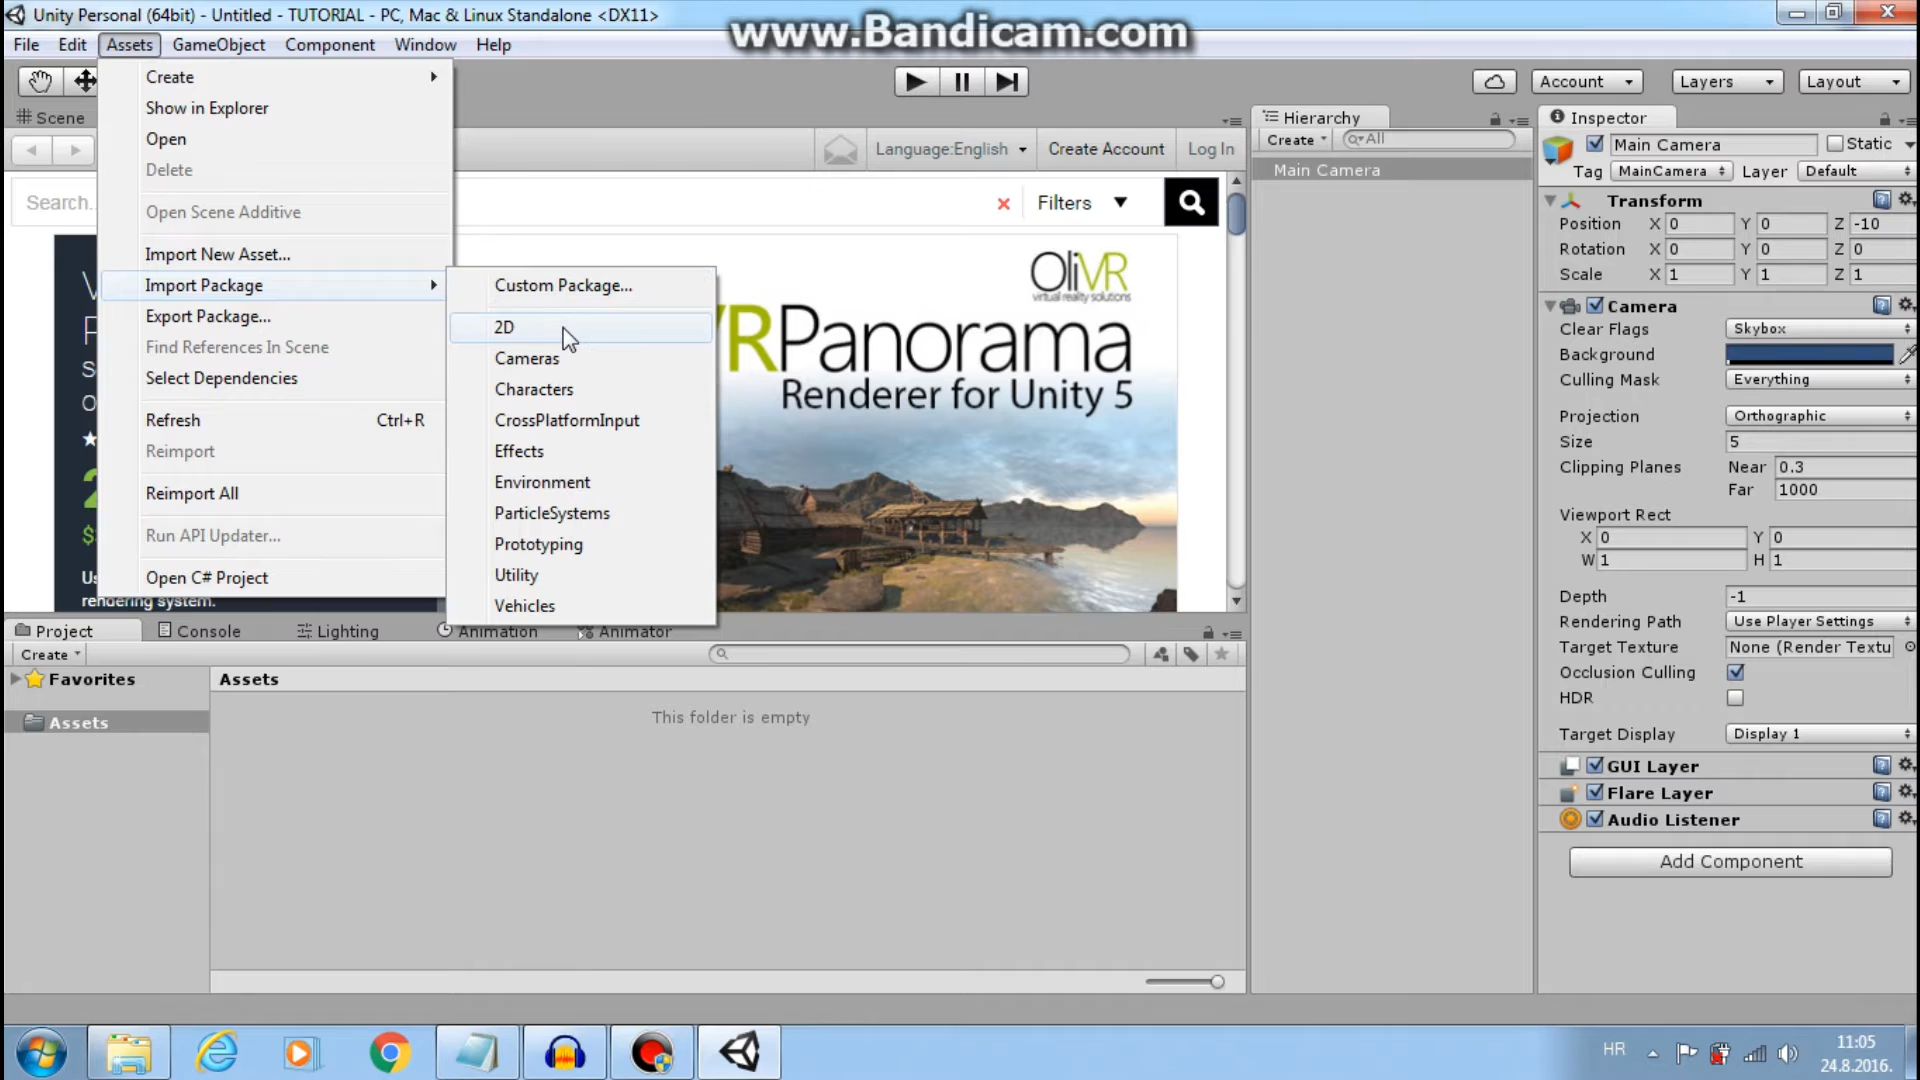 Unity Personal (64bit) - Untitled - TUTORIAL - PC, Mac & Linux Standalone <DX11>
www.Bandicam.com
File Edit Assets GameObject Component Window Help
Account Layers Layout
Create
Show in Explorer
Open
Delete
Open Scene Additive
Import New Asset...
Import Package
Export Package...
Find References In Scene
Select Dependencies
Refresh Ctrl+R
Reimport
Reimport All
Run API Updater...
Open C# Project
Custom Package...
2D
Cameras
Characters
CrossPlatformInput
Effects
Environment
ParticleSystems
Prototyping
Utility
Vehicles
Scene
Language:English Create Account Log In
Search..
Filters
OliVR
virtual reality solutions
VRPanorama
Renderer for Unity 5
rendering system.
Hierarchy
Create All
Main Camera
Inspector
Main Camera Static
Tag MainCamera Layer Default
Transform
Position X 0 Y 0 Z -10
Rotation X 0 Y 0 Z 0
Scale X 1 Y 1 Z 1
Camera
Clear Flags Skybox
Background
Culling Mask Everything
Projection Orthographic
Size 5
Clipping Planes Near 0.3
Far 1000
Viewport Rect
X 0 Y 0
W 1 H 1
Depth -1
Rendering Path Use Player Settings
Target Texture None (Render Textu
Occlusion Culling
HDR
Target Display Display 1
GUI Layer
Flare Layer
Audio Listener
Add Component
Project Console Lighting Animation Animator
Create
Favorites
Assets
Assets
This folder is empty
HR
11:05
24.8.2016.